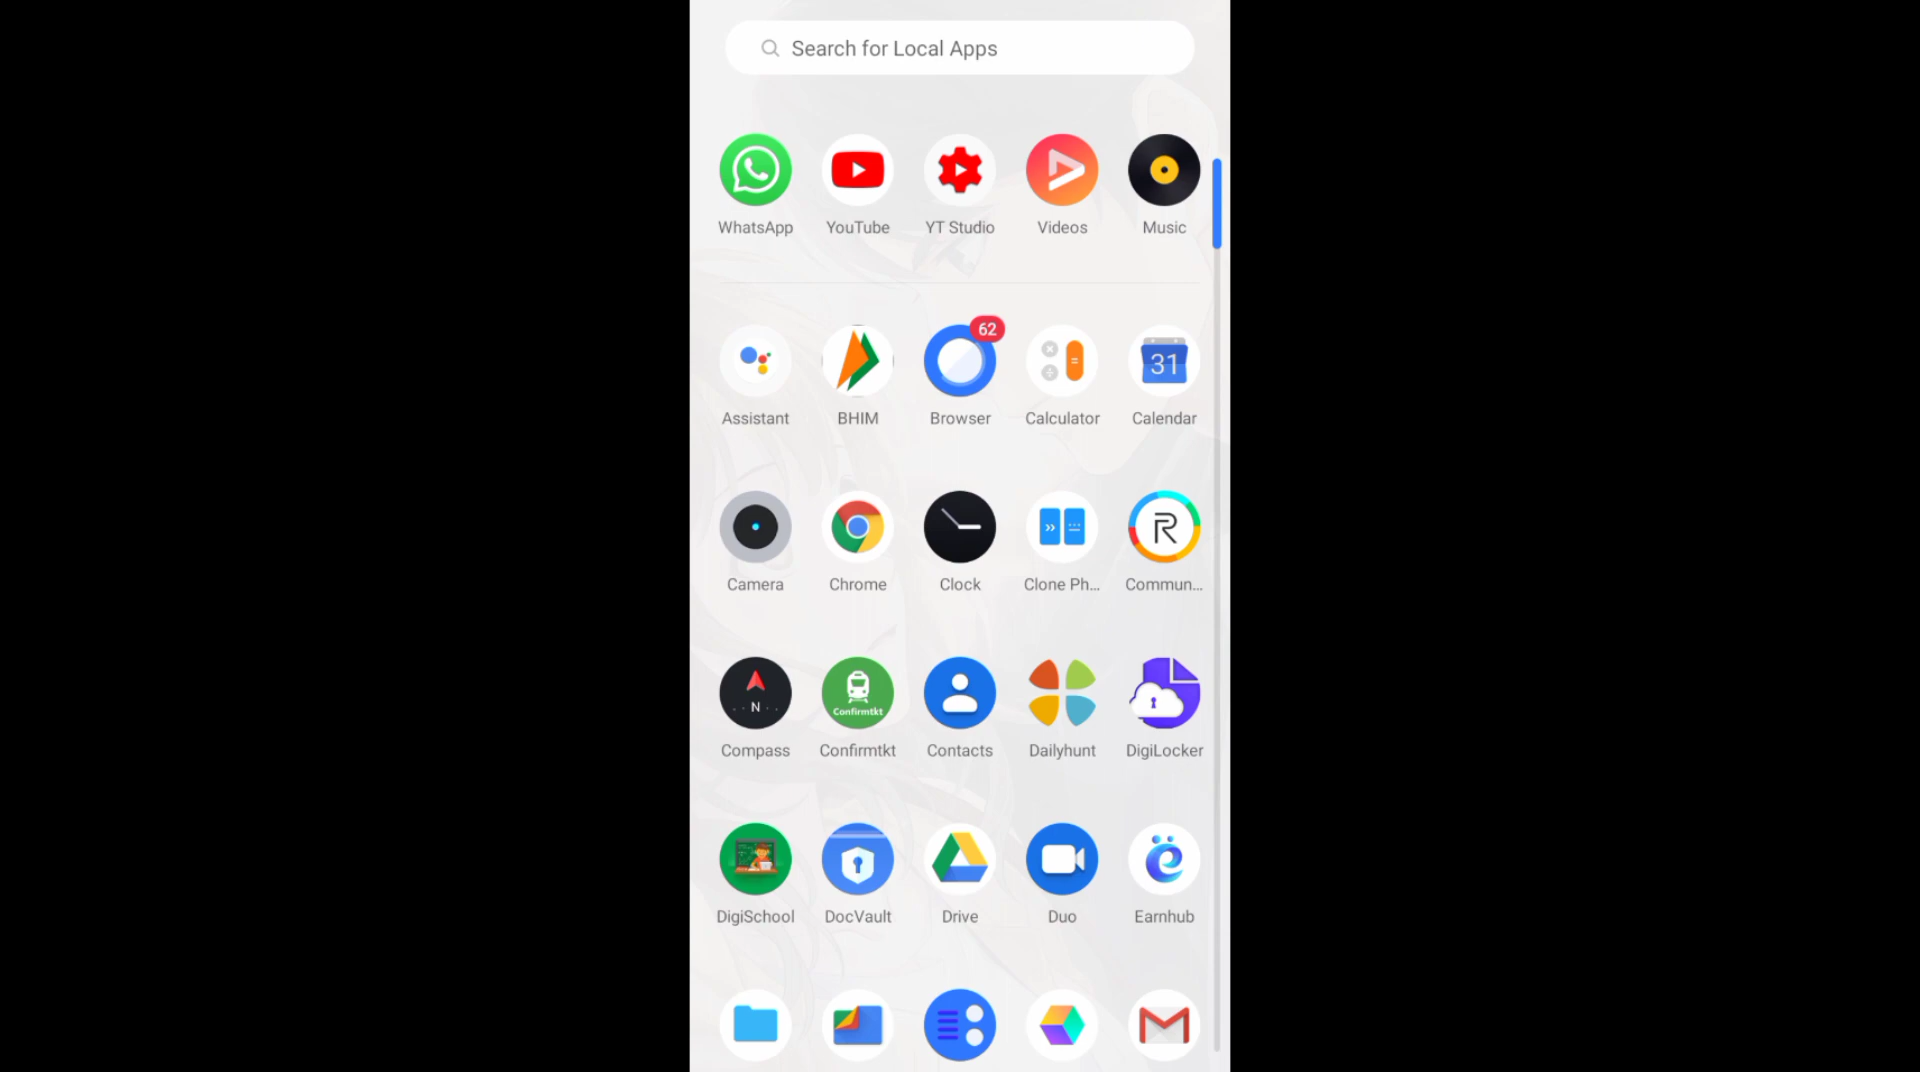 Search for Local Apps
WhatsApp YouTube YT Studio Videos Music
62
31
Assistant BHIM Browser Calculator Calendar
R
Camera Chrome Clock Clone Ph... Commun...
N
Confirmtkt
Compass Confirmtkt Contacts Dailyhunt DigiLocker
DigiSchool DocVault Drive Duo Earnhub